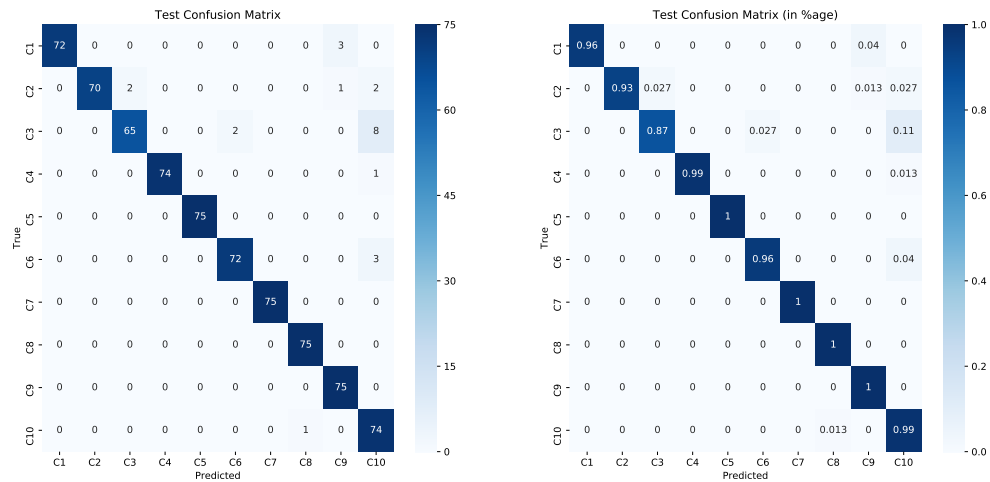 Test Confusion Matrix
C1 72 0 0 0 0 0 0 0 3 0
C2 0 70 2 0 0 0 0 0 1 2
C3 0 0 65 0 0 2 0 0 0 8
C4 0 0 0 74 0 0 0 0 0 1
C5 0 0 0 0 75 0 0 0 0 0
C6 0 0 0 0 0 72 0 0 0 3
C7 0 0 0 0 0 0 75 0 0 0
C8 0 0 0 0 0 0 0 75 0 0
C9 0 0 0 0 0 0 0 0 75 0
C10 0 0 0 0 0 0 0 1 0 74
C1 C2 C3 C4 C5 C6 C7 C8 C9 C10
Predicted
True
75
60
45
30
15
0
Test Confusion Matrix (in %age)
C1 0.96 0 0 0 0 0 0 0 0.04 0
C2 0 0.93 0.027 0 0 0 0 0 0.013 0.027
C3 0 0 0.87 0 0 0.027 0 0 0 0.11
C4 0 0 0 0.99 0 0 0 0 0 0.013
C5 0 0 0 0 1 0 0 0 0 0
C6 0 0 0 0 0 0.96 0 0 0 0.04
C7 0 0 0 0 0 0 1 0 0 0
C8 0 0 0 0 0 0 0 1 0 0
C9 0 0 0 0 0 0 0 0 1 0
C10 0 0 0 0 0 0 0 0.013 0 0.99
C1 C2 C3 C4 C5 C6 C7 C8 C9 C10
Predicted
True
1.0
0.8
0.6
0.4
0.2
0.0